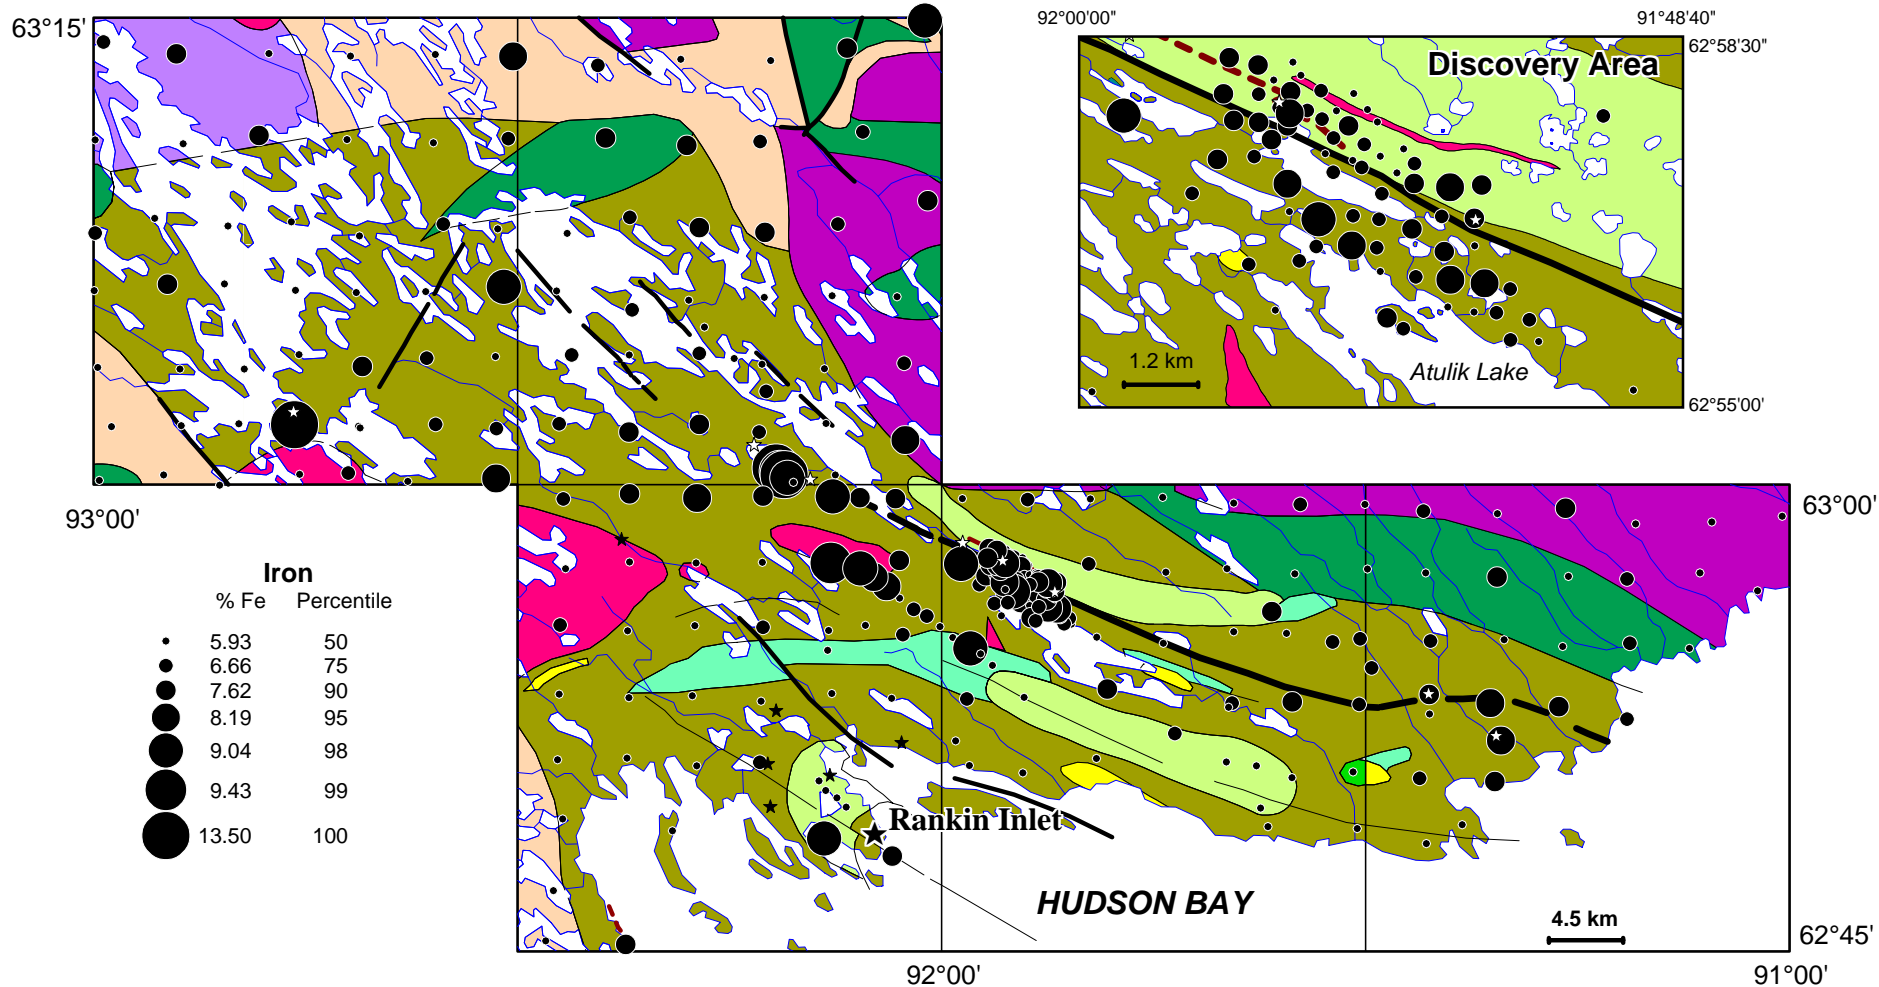 63°15'
92°00'00"
91°48'40"
62°58'30"
Discovery Area
1.2 km
Atulik Lake
62°55'00'
93°00'
63°00'
Iron
% Fe Percentile
5.93 50
6.66 75
7.62 90
8.19 95
9.04 98
9.43 99
13.50 100
Rankin Inlet
HUDSON BAY
4.5 km
62°45'
92°00'
91°00'